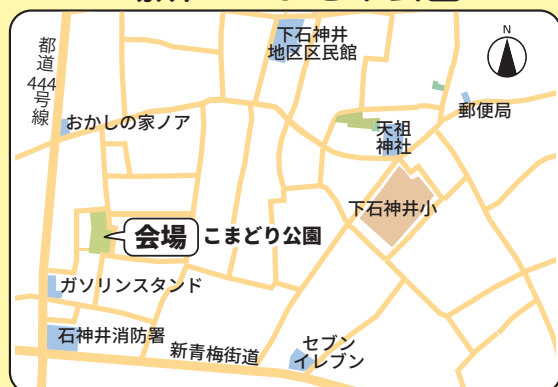 N
下石神井
地区区民館
都道
444
号線
おかしの家ノア
郵便局
天祖
神社
下石神井小
会場 こまどり公園
ガソリンスタンド
石神井消防署
新青梅街道
セブン
イレブン